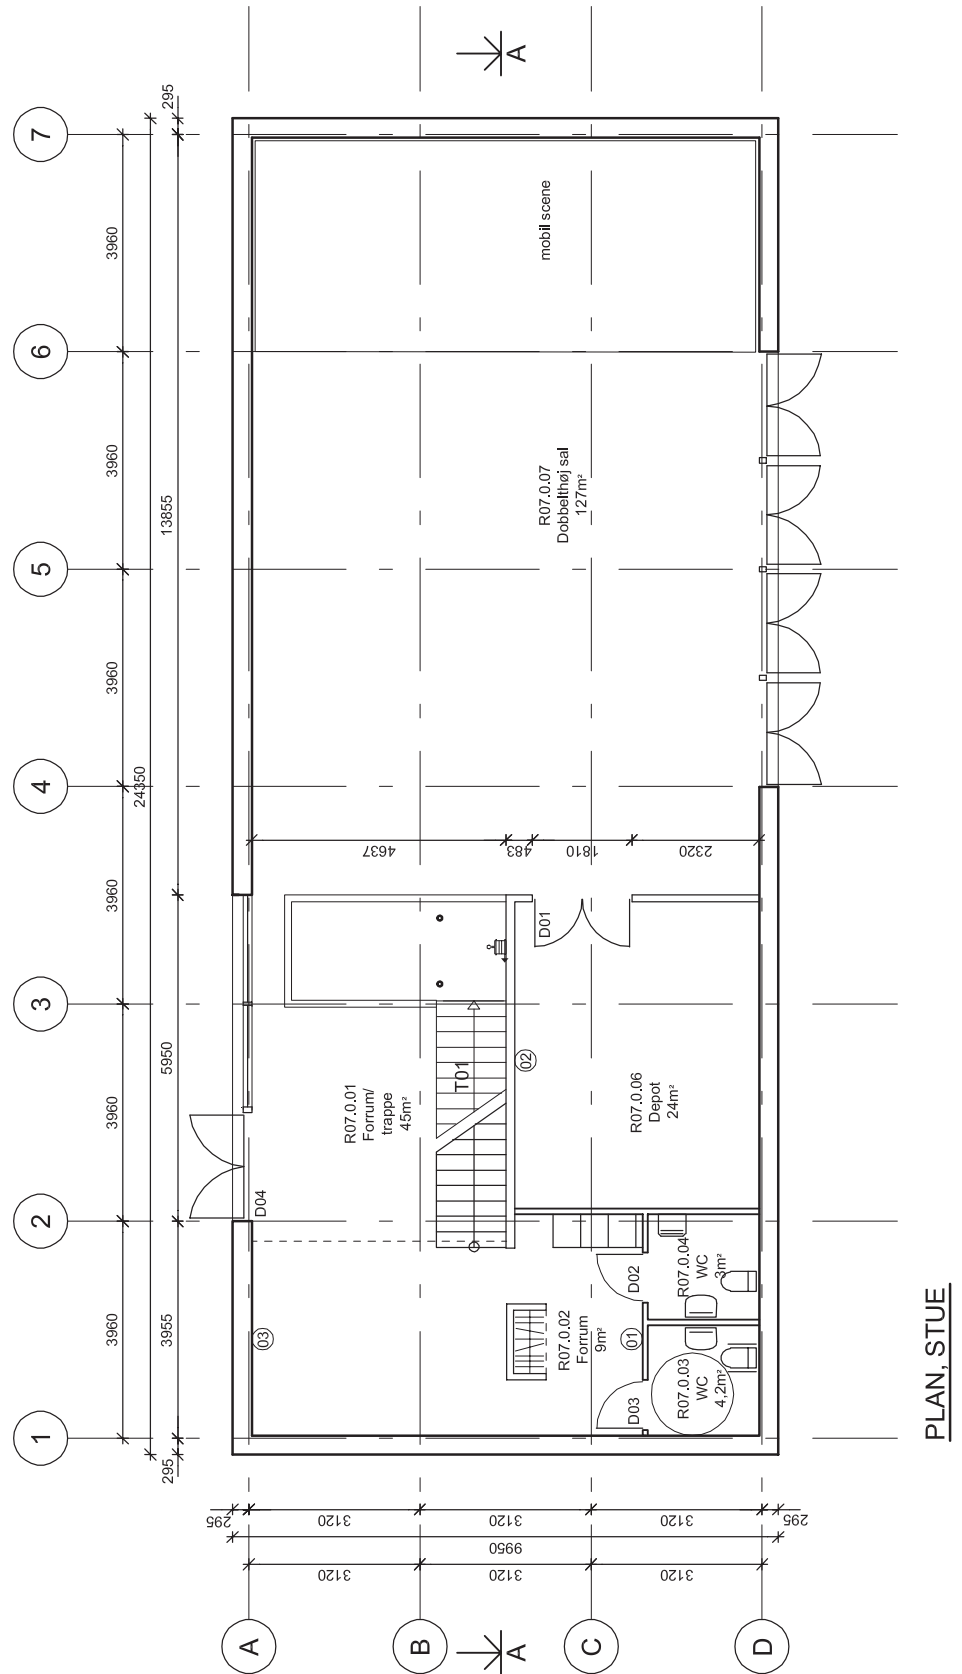 1
2
3
4
5
6
7
3960
3960
3960
3960
3960
3960
24350
295
3955
5950
13855
295
A
mobil scene
R07.0.07
Dobbelthøj sal
127m²
4637
483
1810
2320
D01
R07.0.01
Forrum/
trappe
45m²
T01
02
R07.0.06
Depot
24m²
D04
03
R07.0.02
Forrum
9m²
D02
R07.0.04
WC
3m²
01
D03
R07.0.03
WC
4,2m²
295
3120
3120
3120
295
9950
3120
3120
3120
A
B
C
D
A
PLAN, STUE